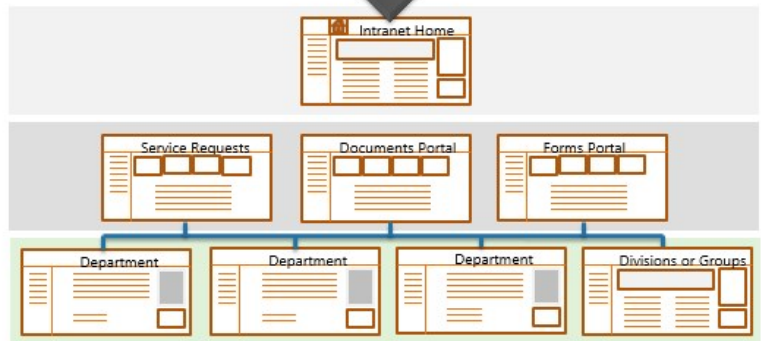 Intranet Home
Service Requests
Documents Portal
Forms Portal
Department
Department
Department
Divisions or Groups